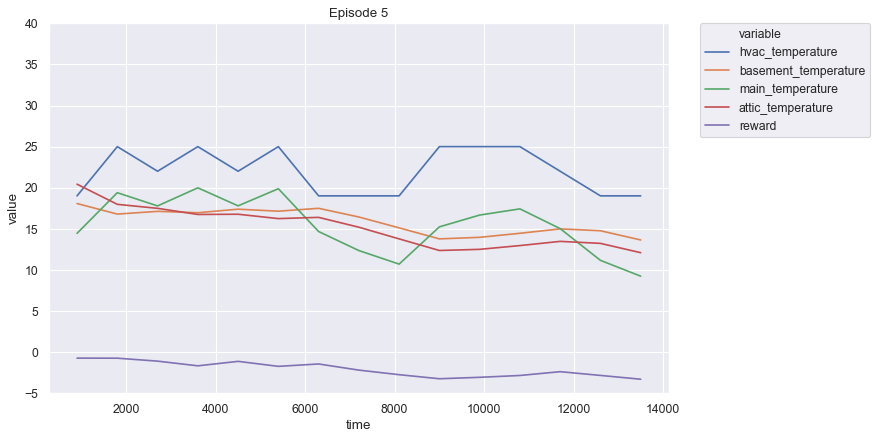 Episode 5
40
35
30
25
20
15
10
5
0
−5
value
2000
4000
6000
8000
10000
12000
14000
time
variable
hvac_temperature
basement_temperature
main_temperature
attic_temperature
reward